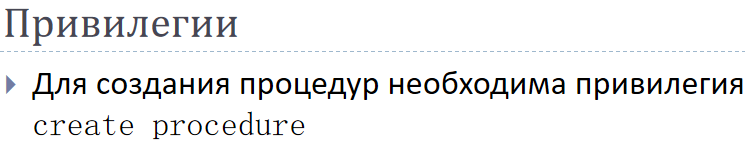 Привилегии
Для создания процедур необходима привилегия
create procedure